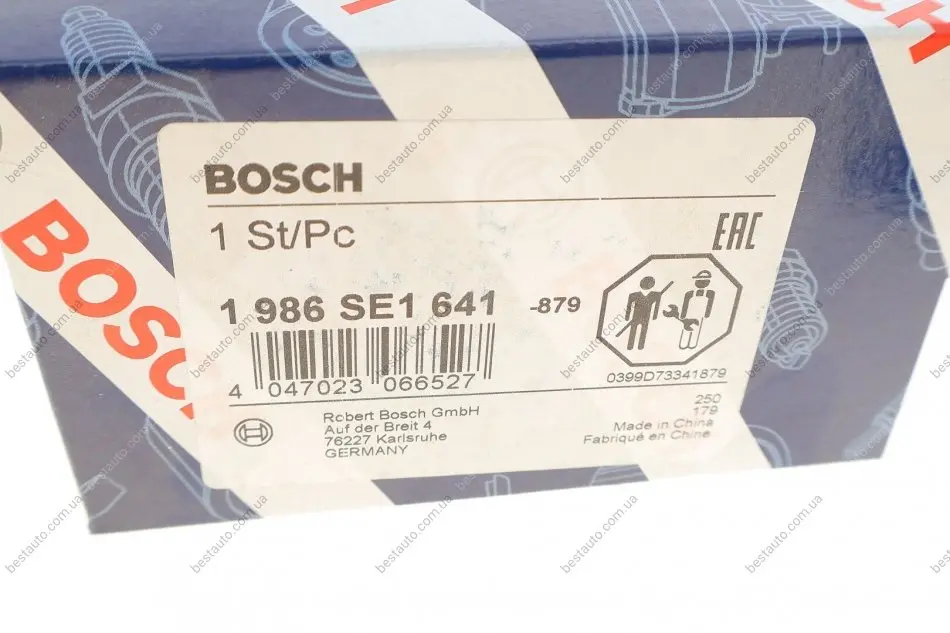 BOSCH
BOSCH
1 St/Pc
EAC
1 986 SE1 641 -879
4 047023 066527
0399D73341879
Robert Bosch GmbH
Auf der Breit 4
76227 Karlsruhe
GERMANY
250
179
Made in China
Fabriqué en Chine
bestauto.com.ua